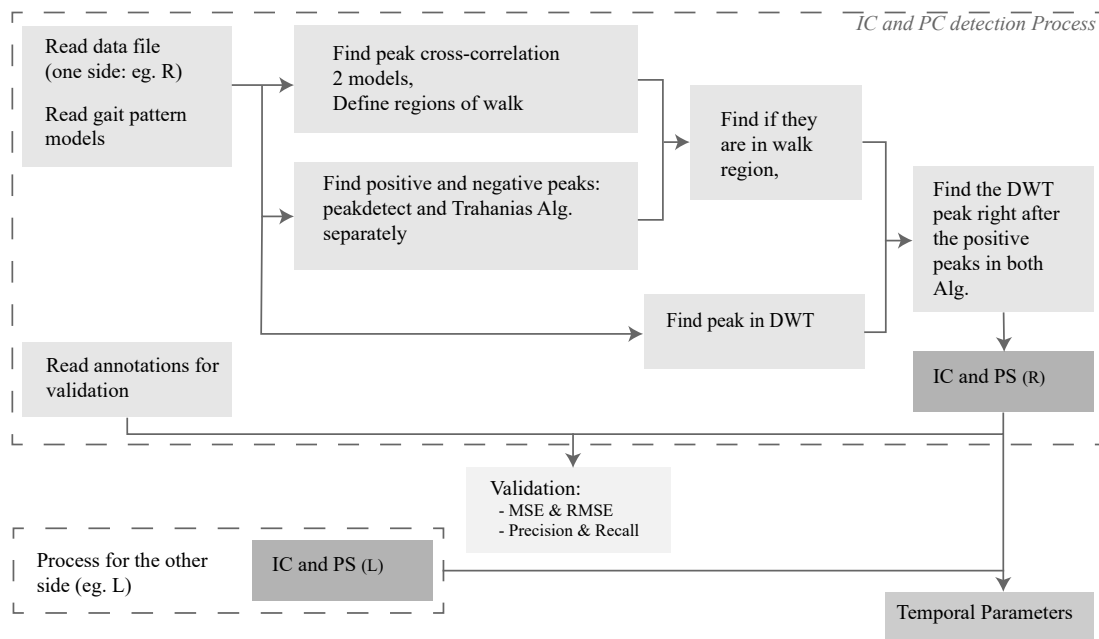 IC and PC detection Process
Read data file
(one side: eg. R)
Read gait pattern
models
Find peak cross-correlation
2 models,
Define regions of walk
Find positive and negative peaks:
peakdetect and Trahanias Alg.
separately
Find if they
are in walk
region,
Find peak in DWT
Find the DWT
peak right after
the positive
peaks in both
Alg.
Read annotations for
validation
IC and PS (R)
Validation:
- MSE & RMSE
- Precision & Recall
Process for the other
side (eg. L)
IC and PS (L)
Temporal Parameters